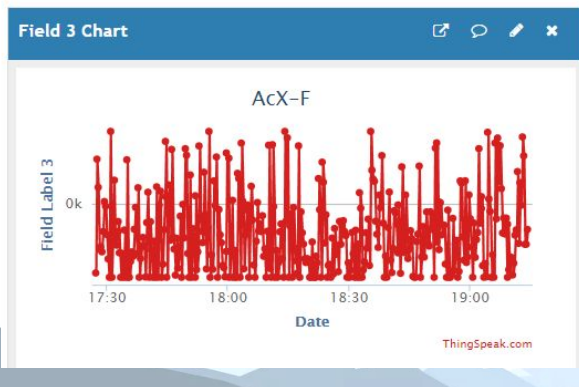 Field 3 Chart
AcX-F
Field Label 3
0k
17:30 18:00 18:30 19:00
Date
ThingSpeak.com